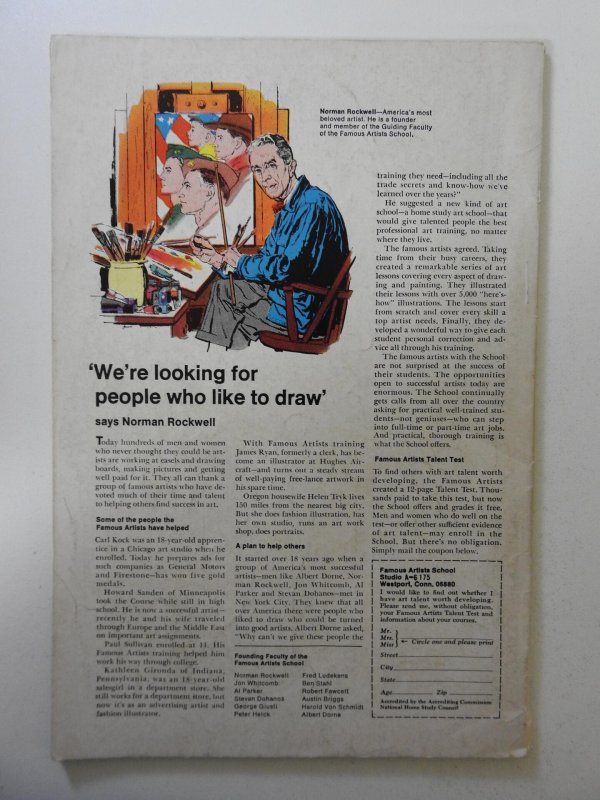 Norman Rockwell—America's most
beloved artist. He is a founder
and member of the Guiding Faculty
of the Famous Artists School.
'We're looking for
people who like to draw'
says Norman Rockwell
Today hundreds of men and women
who never thought they could be art-
ists are working at easels and drawing
boards, making pictures and getting
well paid for it. They all can thank a
group of famous artists who have de-
voted much of their time and talent
to helping others find success in art.
Some of the people the
Famous Artists have helped
Carl Kock was an 18-year-old appren-
tice in a Chicago art studio when he
enrolled. Today he prepares ads for
such companies as General Motors
and Firestone—has won five gold
medals.
Howard Sanden of Minneapolis
took the Course while still in high
school. He is now a successful artist—
recently he and his wife traveled
through Europe and the Middle East
on important art assignments.
Paul Sullivan enrolled at 14. His
Famous Artists training helped him
work his way through college.
Kathleen Gironda of Indiana,
Pennsylvania, was an 18-year-old
salesgirl in a department store. She
still works for a department store, but
now it's as an advertising artist and
fashion illustrator.
With Famous Artists training
James Ryan, formerly a clerk, has be-
come an illustrator at Hughes Air-
craft—and turns out a steady stream
of well-paying free-lance artwork in
his spare time.
Oregon housewife Helen Tryk lives
150 miles from the nearest big city.
But she does fashion illustration, has
her own studio, runs an art work
shop, does portraits.
A plan to help others
It started over 18 years ago when a
group of America's most successful
artists—men like Albert Dorne, Nor-
man Rockwell, Jon Whitcomb, Al
Parker and Stevan Dohanos—met in
New York City. They knew that all
over America there were people who
liked to draw who could be turned
into good artists. Albert Dorne asked,
"Why can't we give these people the
Founding Faculty of the
Famous Artists School
Norman Rockwell Fred Ludekens
Jon Whitcomb Ben Stahl
Al Parker Robert Fawcett
Stevan Dohanos Austin Briggs
George Giusti Harold Von Schmidt
Peter Helck Albert Dorne
training they need—including all the
trade secrets and know-how we've
learned over the years?"
He suggested a new kind of art
school—a home study art school—that
would give talented people the best
professional art training, no matter
where they live.
The famous artists agreed. Taking
time from their busy careers, they
created a remarkable series of art
lessons covering every aspect of draw-
ing and painting. They illustrated
their lessons with over 5,000 "here's-
how" illustrations. The lessons start
from scratch and cover every skill a
top artist needs. Finally, they de-
veloped a wonderful way to give each
student personal correction and ad-
vice all through his training.
The famous artists with the School
are not surprised at the success of
their students. The opportunities
open to successful artists today are
enormous. The School continually
gets calls from all over the country
asking for practical well-trained stu-
dents—not geniuses—who can step
into full-time or part-time art jobs.
And practical, thorough training is
what the School offers.
Famous Artists Talent Test
To find others with art talent worth
developing, the Famous Artists
created a 12-page Talent Test. Thou-
sands paid to take this test, but now
the School offers and grades it free.
Men and women who do well on the
test—or offer other sufficient evidence
of art talent—may enroll in the
School. But there's no obligation.
Simply mail the coupon below.
Famous Artists School
Studio A-6175
Westport, Conn. 06880
I would like to find out whether I
have art talent worth developing.
Please send me, without obligation,
your Famous Artists Talent Test and
information about your courses.
Mr.
Mrs.
Miss
Circle one and please print
Street
City
State
Age Zip
Accredited by the Accrediting Commission
National Home Study Council